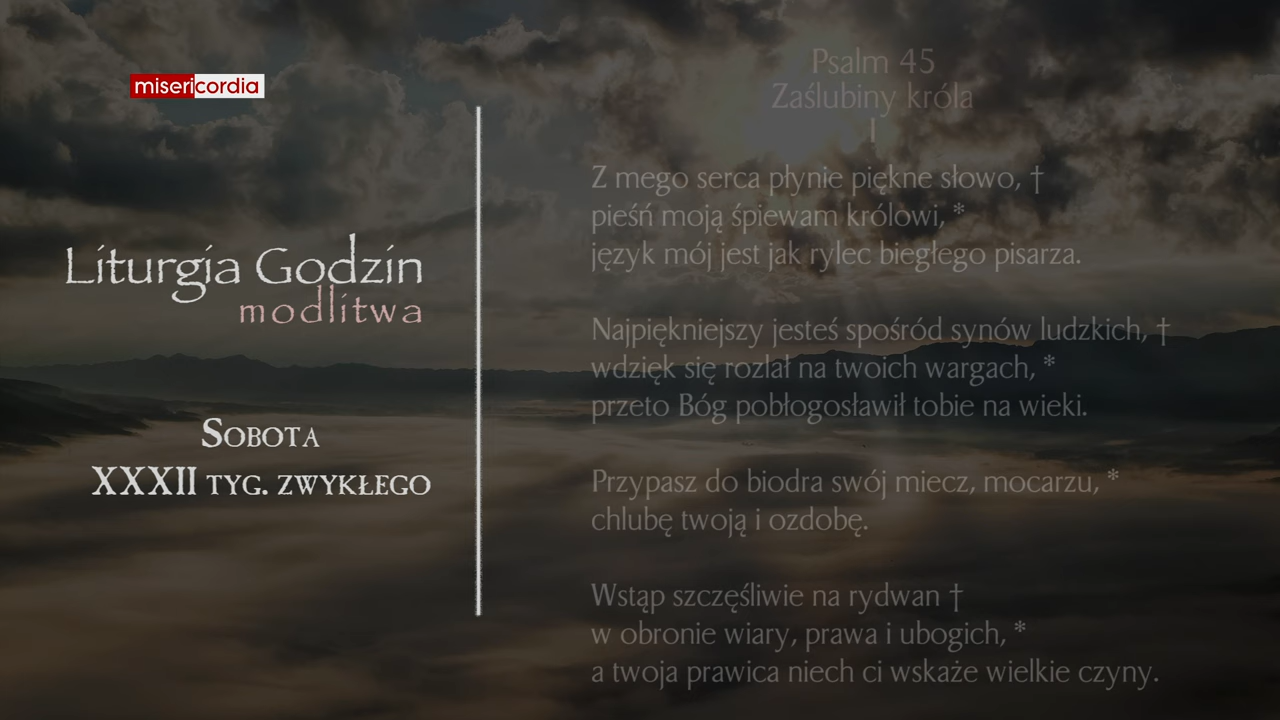 misericordia
Liturgia Godzin
modlitwa
Sobota
XXXII tyg. zwykłego
Psalm 45
Zaślubiny króla
I
Z mego serca płynie piękne słowo, †
pieśń moją śpiewam królowi, *
język mój jest jak rylec biegłego pisarza.
Najpiękniejszy jesteś spośród synów ludzkich, †
wdzięk się rozlał na twoich wargach, *
przeto Bóg pobłogosławił tobie na wieki.
Przypasz do biodra swój miecz, mocarzu, *
chlubę twoją i ozdobę.
Wstąp szczęśliwie na rydwan †
w obronie wiary, prawa i ubogich, *
a twoja prawica niech ci wskaże wielkie czyny.